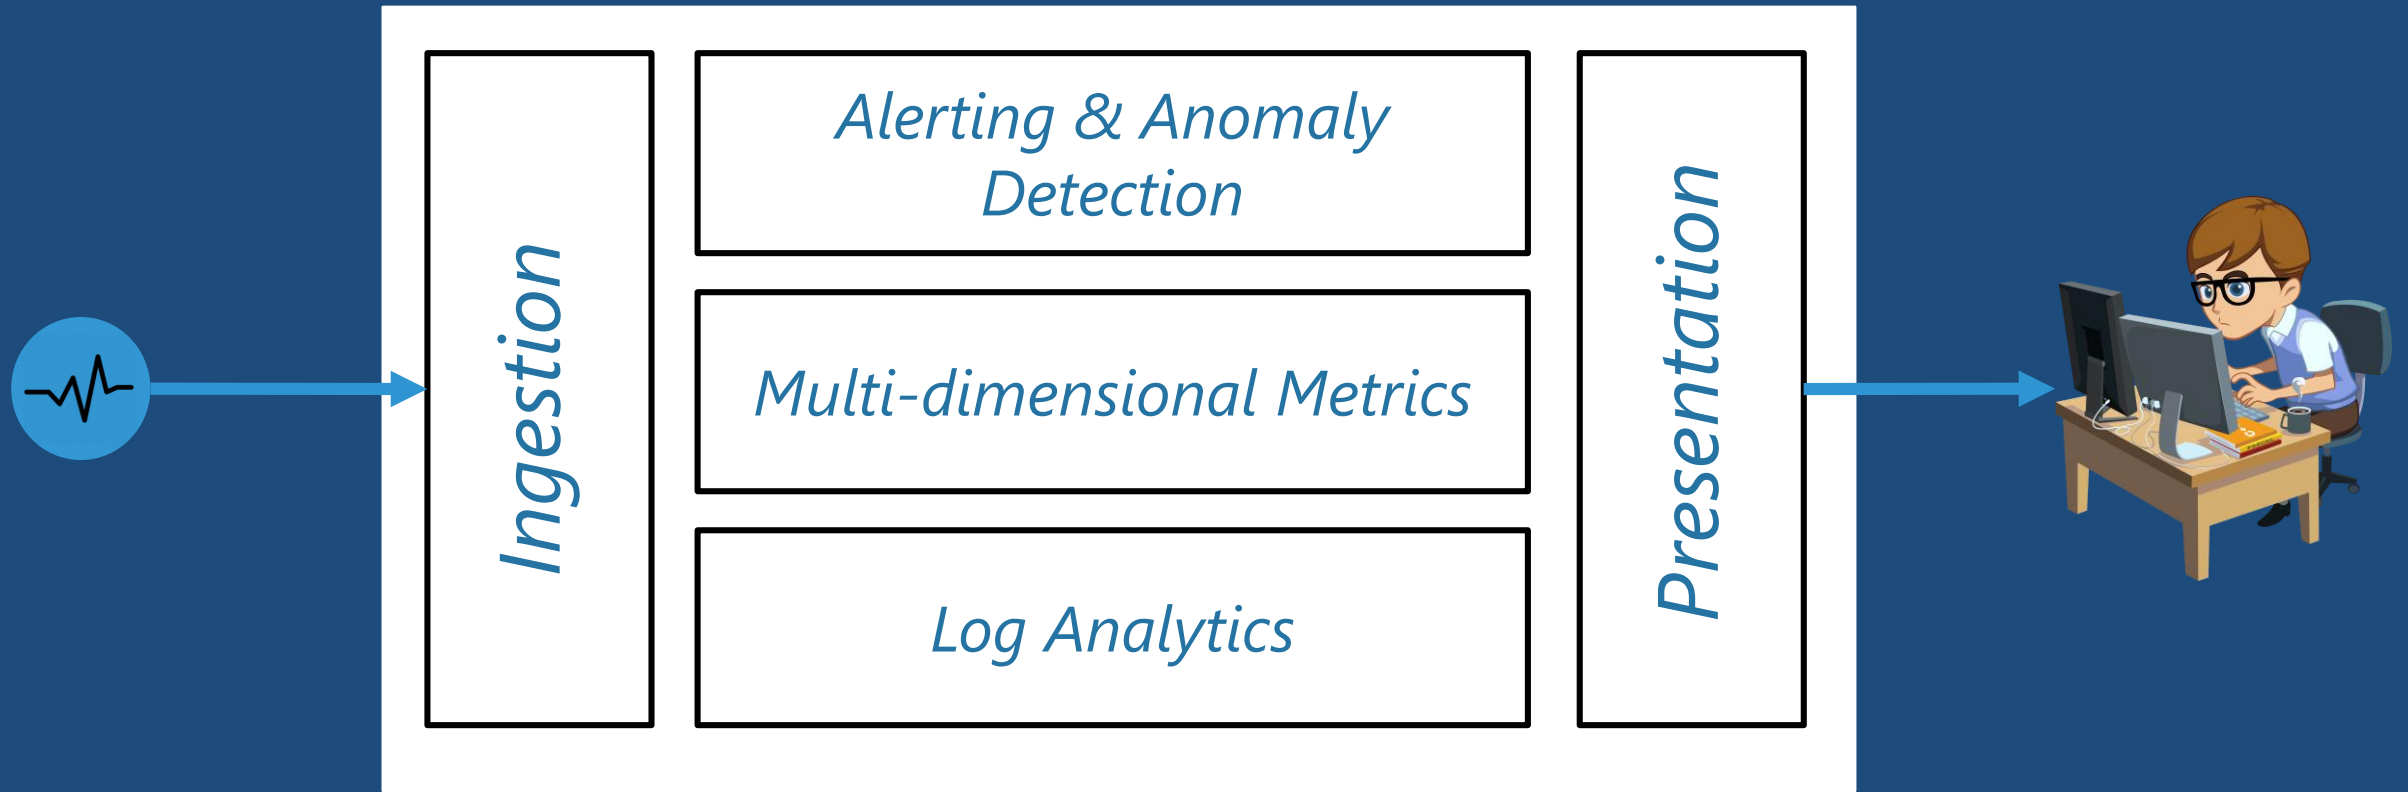 Ingestion
Alerting & Anomaly
Detection
Multi-dimensional Metrics
Log Analytics
Presentation